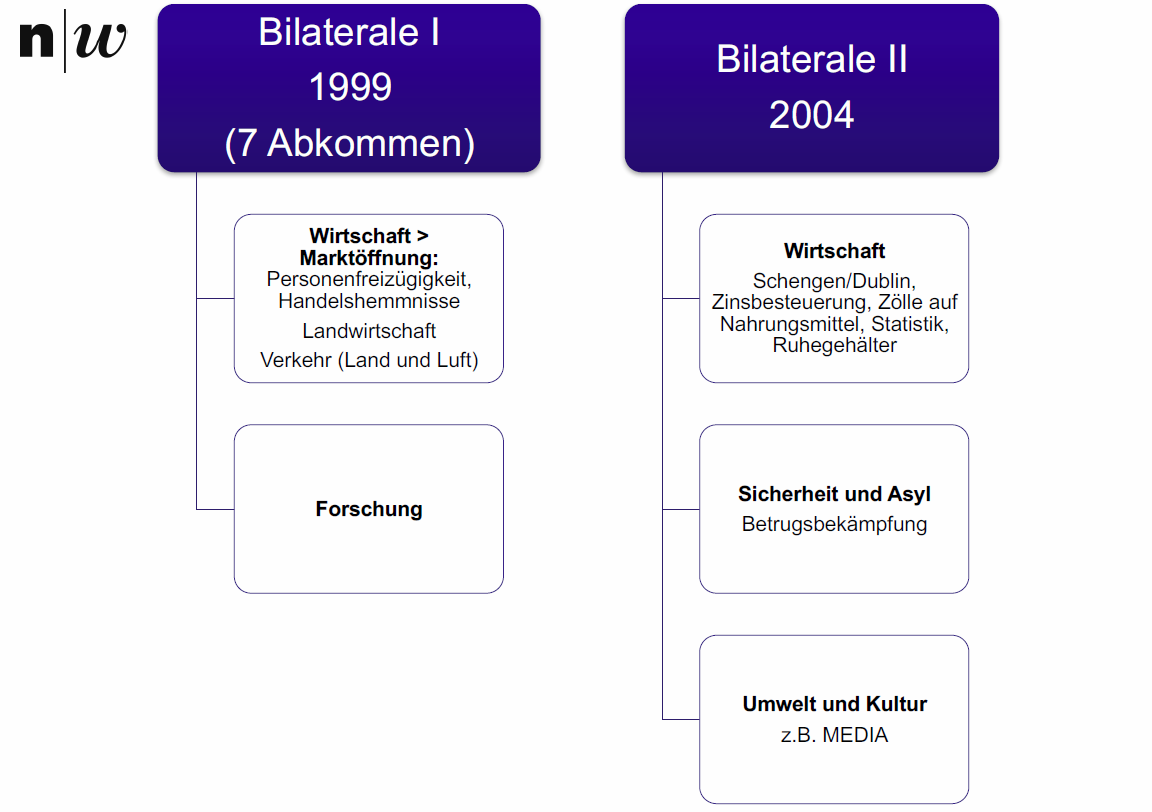 n|w
Bilaterale I
1999
(7 Abkommen)
Wirtschaft >
Marktöffnung:
Personenfreizügigkeit,
Handelshemmnisse
Landwirtschaft
Verkehr (Land und Luft)
Forschung
Bilaterale II
2004
Wirtschaft
Schengen/Dublin,
Zinsbesteuerung, Zölle auf
Nahrungsmittel, Statistik,
Ruhegehälter
Sicherheit und Asyl
Betrugsbekämpfung
Umwelt und Kultur
z.B. MEDIA